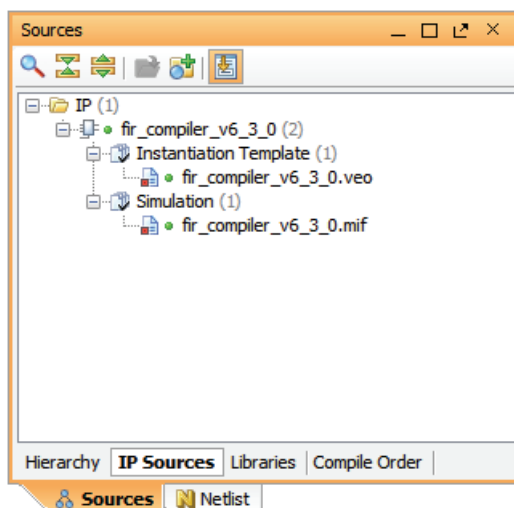 Sources
IP (1)
fir_compiler_v6_3_0 (2)
Instantiation Template (1)
fir_compiler_v6_3_0.veo
Simulation (1)
fir_compiler_v6_3_0.mif
Hierarchy IP Sources Libraries Compile Order
Sources Netlist